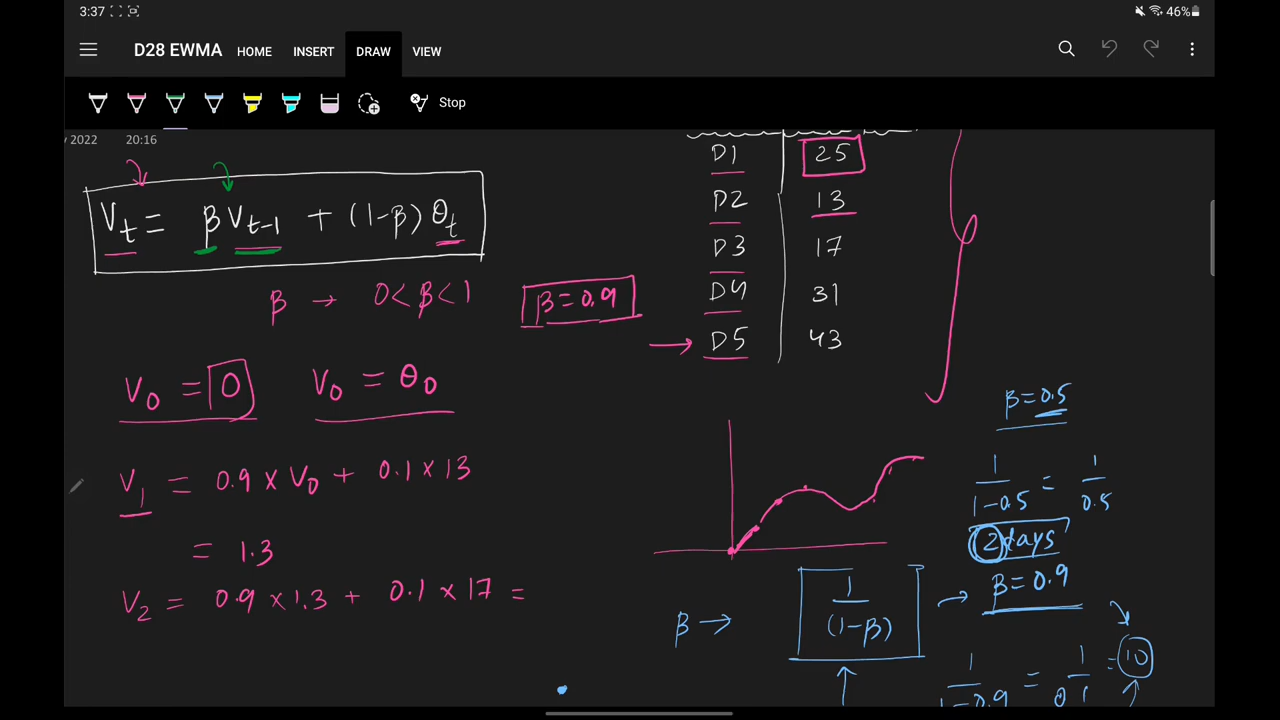 3:37
46%
D28 EWMA HOME INSERT DRAW VIEW
Stop
2022 20:16
Vt = βVt-1 + (1-β)θt
β → 0<β<1 β=0.9
V0 = 0 V0 = θ0
V1 = 0.9 × V0 + 0.1 × 13
= 1.3
V2 = 0.9 × 1.3 + 0.1 × 17 =
D1 25
D2 13
D3 17
D4 31
→ D5 43
β=0.5
1/(1-0.5) = 1/0.5
2 days
β → 1/(1-β) → β=0.9
1/(1-0.9) = 1/0.1 = 10